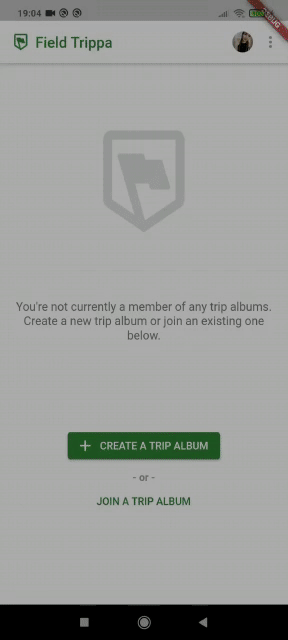 19:04
DEBUG
Field Trippa
You're not currently a member of any trip albums.
Create a new trip album or join an existing one
below.
+ CREATE A TRIP ALBUM
- or -
JOIN A TRIP ALBUM